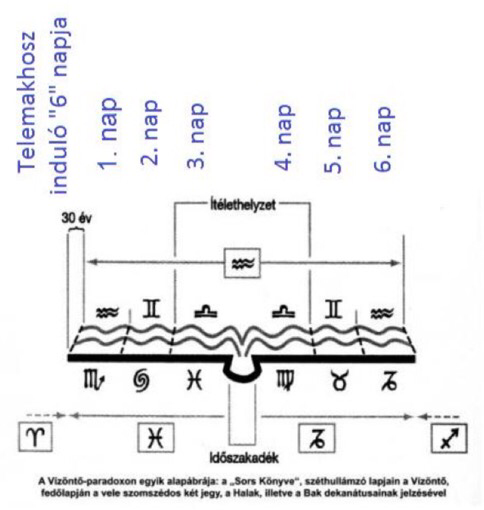 Telemakhosz
induló "6" napja
1. nap
2. nap
3. nap
4. nap
5. nap
6. nap
Ítélethelyzet
30 év
♒
♒ ♊ ♎ ♎ ♊ ♒
♏ ♋ ♓ ♍ ♉ ♑
♈ ♓ ♑ ♐
Időszakadék
A Vízöntő-paradoxon egyik alapábrája: a „Sors Könyve”, széthullámzó lapjain a Vízöntő,
fedőlapján a vele szomszédos két jegy, a Halak, illetve a Bak dekanátusainak jelzésével